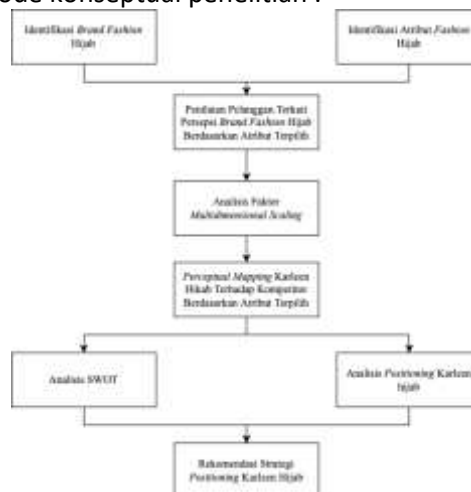 ode konseptual penelitian :
Identifikasi Brand Fashion
Hijab
Identifikasi Atribut Fashion
Hijab
Penilaian Pelanggan Terkait
Persepsi Brand Fashion Hijab
Berdasarkan Atribut Terpilih
Analisis Faktor
Multidimensional Scaling
Perceptual Mapping Karleen
Hikab Terhadap Kompetitor
Berdasarkan Atribut Terpilih
Analisis SWOT
Analisis Positioning Karleen
hijab
Rekomendasi Strategi
Positioning Karleen Hijab